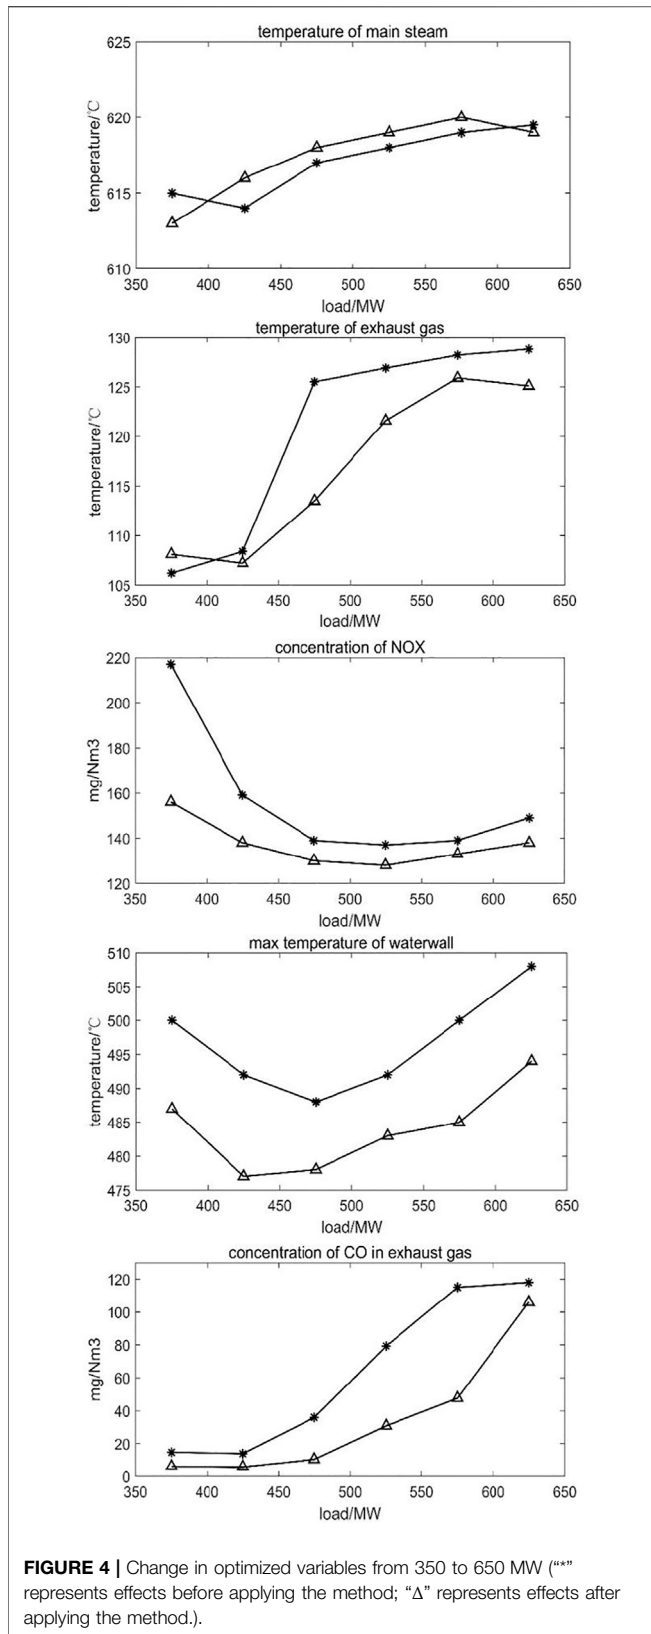 temperature of main steam
625
620
615
610
temperature/℃
350 400 450 500 550 600 650
load/MW
temperature of exhaust gas
130
125
120
115
110
105
temperature/℃
350 400 450 500 550 600 650
load/MW
concentration of NOX
220
200
180
160
140
120
mg/Nm3
350 400 450 500 550 600 650
load/MW
max temperature of waterwall
510
505
500
495
490
485
480
475
temperature/℃
350 400 450 500 550 600 650
load/MW
concentration of CO in exhaust gas
120
100
80
60
40
20
0
mg/Nm3
350 400 450 500 550 600 650
load/MW
FIGURE 4 | Change in optimized variables from 350 to 650 MW (“*”
represents effects before applying the method; “Δ” represents effects after
applying the method.).